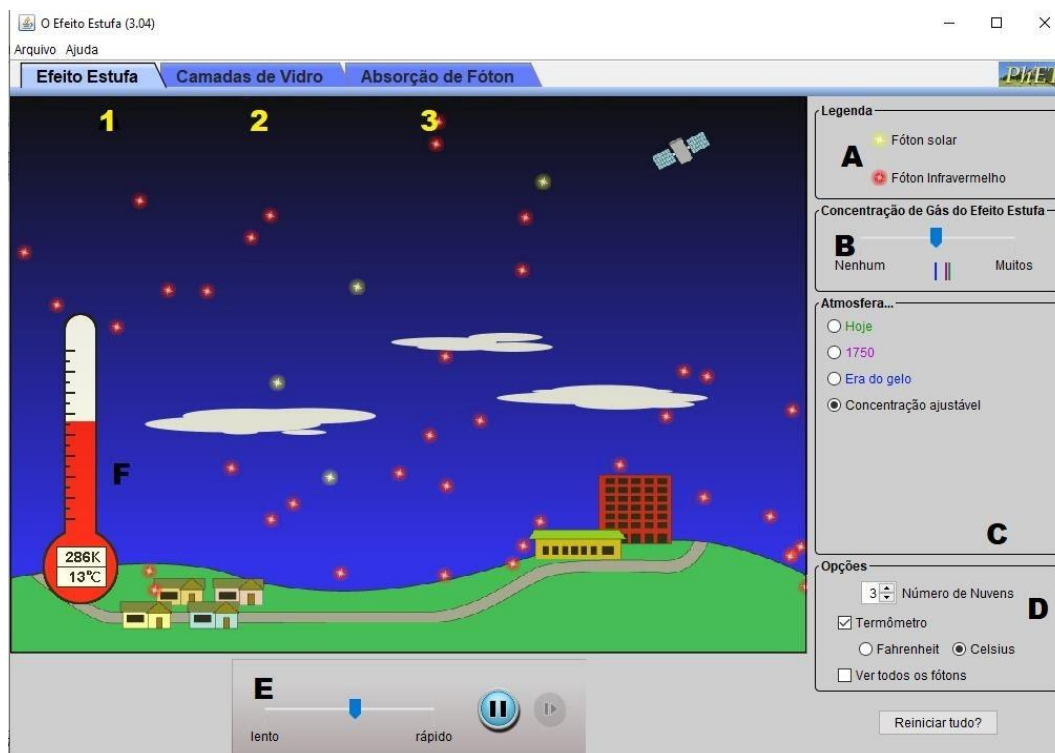 O Efeito Estufa (3.04)
Arquivo Ajuda
Efeito Estufa Camadas de Vidro Absorção de Fóton
PhET
1 2 3
Legenda
A
Fóton solar
Fóton Infravermelho
Concentração de Gás do Efeito Estufa
B
Nenhum Muitos
Atmosfera...
Hoje
1750
Era do gelo
Concentração ajustável
C
F
286K
13°C
Opções
3 Número de Nuvens
D
Termômetro
Fahrenheit Celsius
Ver todos os fótons
Reiniciar tudo?
E
lento rápido